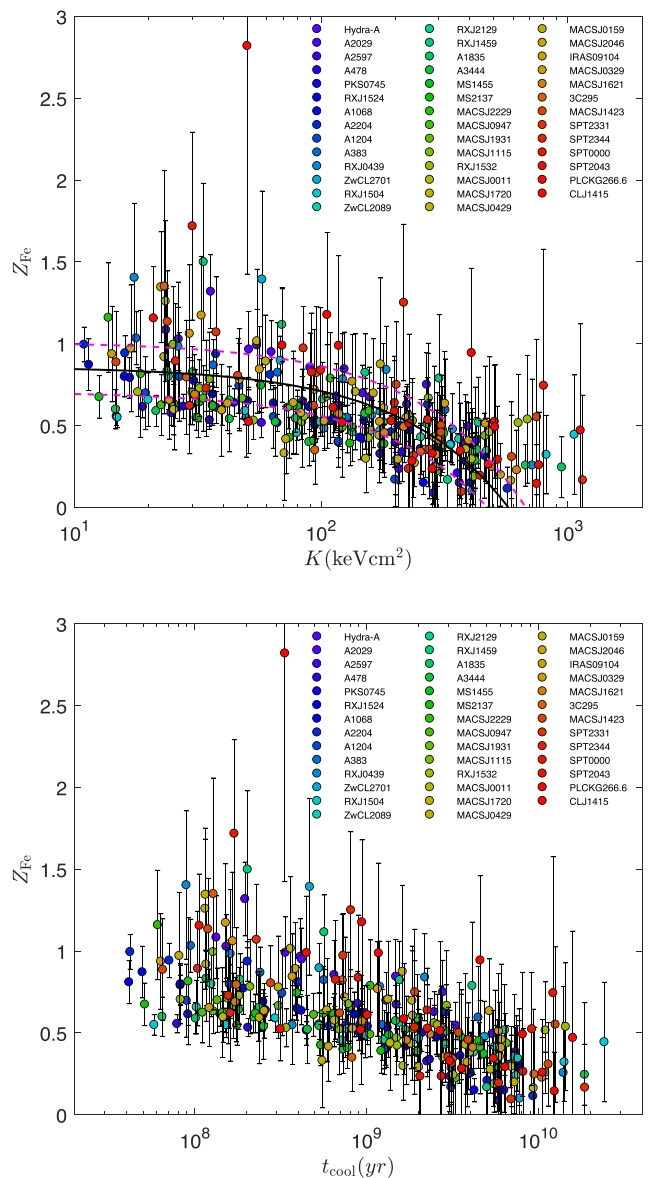 3
2.5
2
1.5
1
0.5
0
Z_Fe
Hydra-A
A2029
A2597
A478
PKS0745
RXJ1524
A1068
A2204
A1204
A383
RXJ0439
ZwCL2701
RXJ1504
ZwCL2089
RXJ2129
RXJ1459
A1835
A3444
MS1455
MS2137
MACSJ2229
MACSJ0947
MACSJ1931
MACSJ1115
RXJ1532
MACSJ0011
MACSJ1720
MACSJ0429
MACSJ0159
MACSJ2046
IRAS09104
MACSJ0329
MACSJ1621
3C295
MACSJ1423
SPT2331
SPT2344
SPT0000
SPT2043
PLCKG266.6
CLJ1415
10^1 10^2 10^3
K(keVcm^2)
3
2.5
2
1.5
1
0.5
0
Z_Fe
Hydra-A
A2029
A2597
A478
PKS0745
RXJ1524
A1068
A2204
A1204
A383
RXJ0439
ZwCL2701
RXJ1504
ZwCL2089
RXJ2129
RXJ1459
A1835
A3444
MS1455
MS2137
MACSJ2229
MACSJ0947
MACSJ1931
MACSJ1115
RXJ1532
MACSJ0011
MACSJ1720
MACSJ0429
MACSJ0159
MACSJ2046
IRAS09104
MACSJ0329
MACSJ1621
3C295
MACSJ1423
SPT2331
SPT2344
SPT0000
SPT2043
PLCKG266.6
CLJ1415
10^8 10^9 10^10
t_cool(yr)